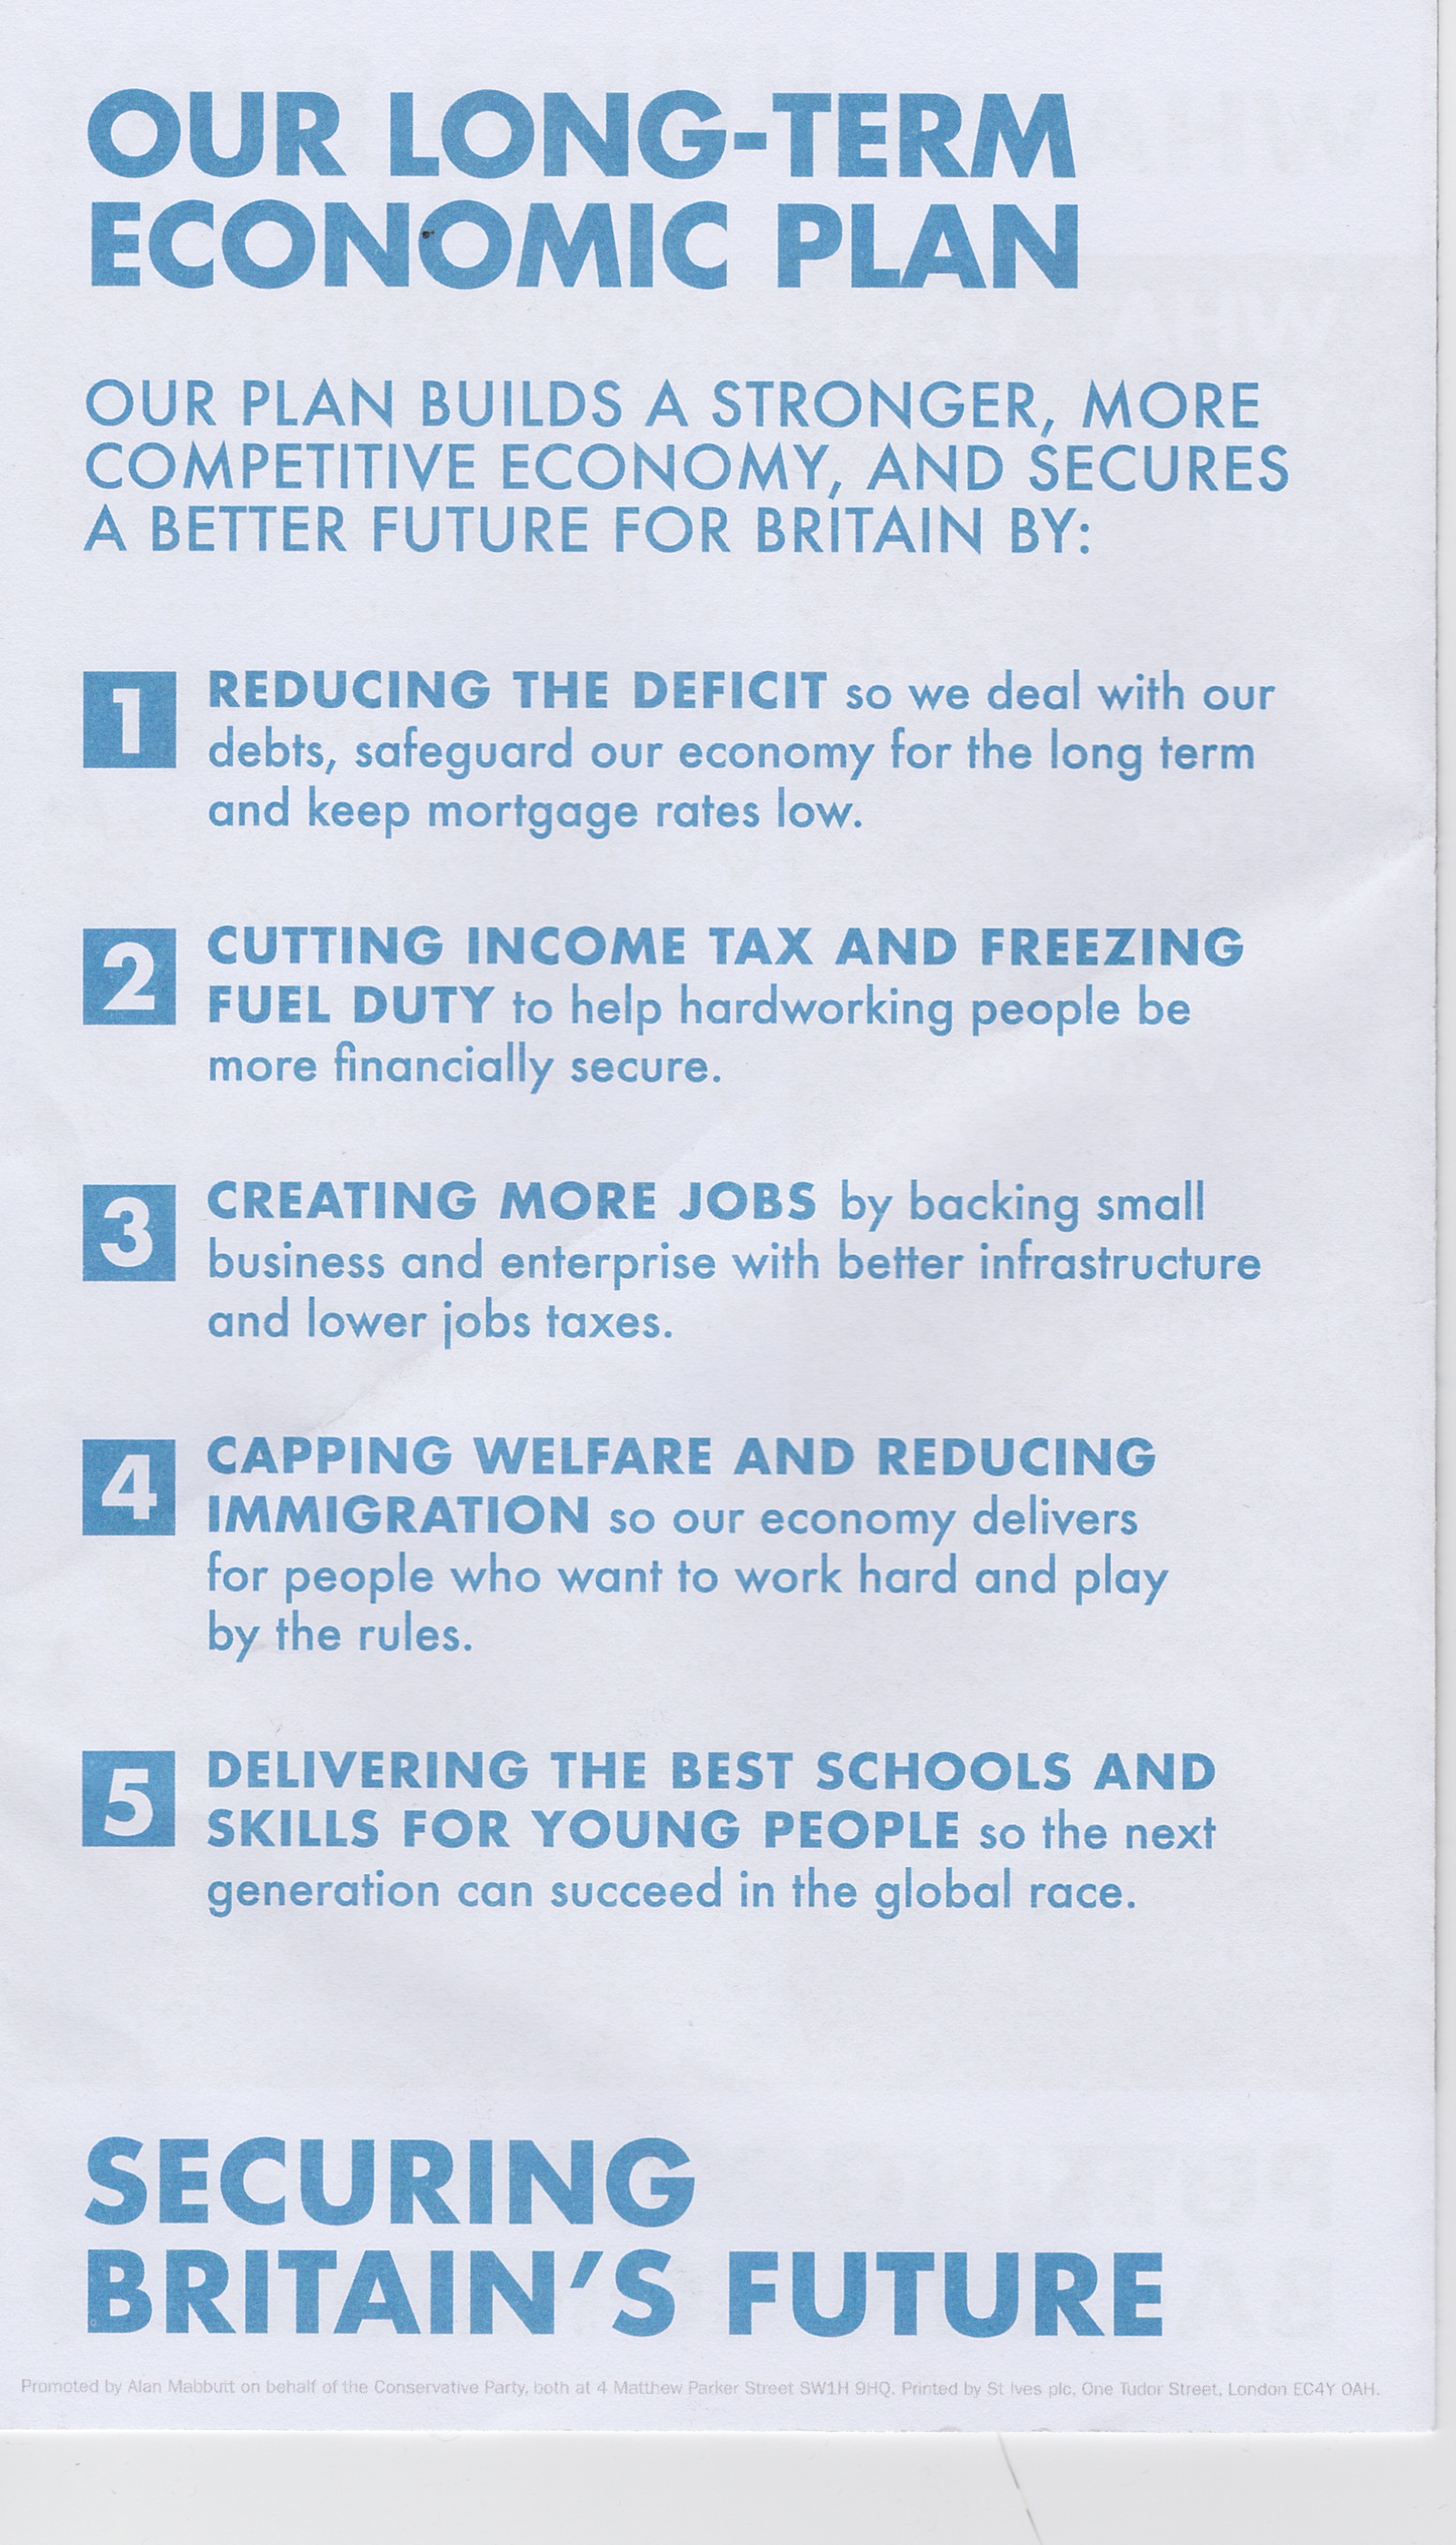 OUR LONG-TERM
ECONOMIC PLAN
OUR PLAN BUILDS A STRONGER, MORE
COMPETITIVE ECONOMY, AND SECURES
A BETTER FUTURE FOR BRITAIN BY:
1 REDUCING THE DEFICIT so we deal with our
debts, safeguard our economy for the long term
and keep mortgage rates low.
2 CUTTING INCOME TAX AND FREEZING
FUEL DUTY to help hardworking people be
more financially secure.
3 CREATING MORE JOBS by backing small
business and enterprise with better infrastructure
and lower jobs taxes.
4 CAPPING WELFARE AND REDUCING
IMMIGRATION so our economy delivers
for people who want to work hard and play
by the rules.
5 DELIVERING THE BEST SCHOOLS AND
SKILLS FOR YOUNG PEOPLE so the next
generation can succeed in the global race.
SECURING
BRITAIN'S FUTURE
Promoted by Alan Mabbutt on behalf of the Conservative Party, both at 4 Matthew Parker Street SW1H 9HQ. Printed by St Ives plc, One Tudor Street, London EC4Y 0AH.